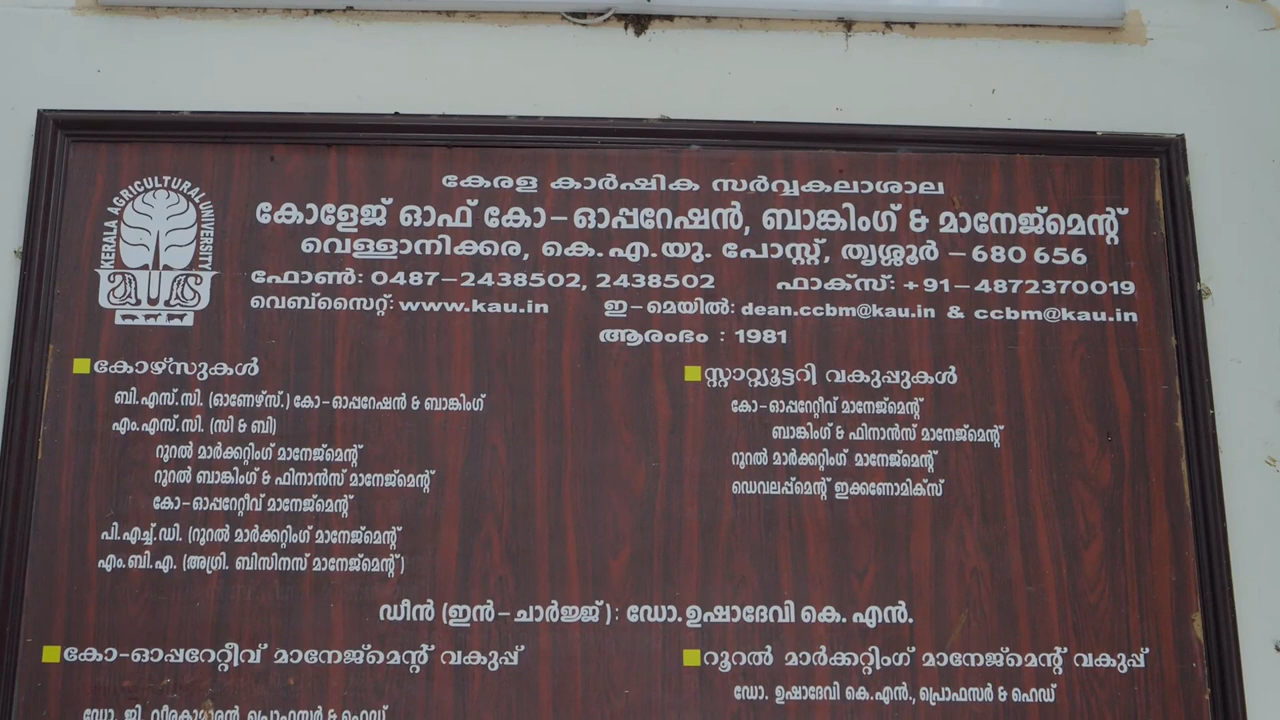 KERALA AGRICULTURAL UNIVERSITY
കേരള കാർഷിക സർവ്വകലാശാല
കോളേജ് ഓഫ് കോ-ഓപ്പറേഷൻ, ബാങ്കിംഗ് & മാനേജ്മെന്റ്
വെള്ളാനിക്കര, കെ.എ.യു. പോസ്റ്റ്, തൃശ്ശൂർ - 680 656
ഫോൺ: 0487-2438502, 2438502 ഫാക്സ്: +91-4872370019
വെബ്സൈറ്റ്: www.kau.in ഇ-മെയിൽ: dean.ccbm@kau.in & ccbm@kau.in
ആരംഭം : 1981
കോഴ്സുകൾ
ബി.എസ്.സി. (ഓണേഴ്സ്.) കോ-ഓപ്പറേഷൻ & ബാങ്കിംഗ്
എം.എസ്.സി. (സി & ബി)
റൂറൽ മാർക്കറ്റിംഗ് മാനേജ്മെന്റ്
റൂറൽ ബാങ്കിംഗ് & ഫിനാൻസ് മാനേജ്മെന്റ്
കോ-ഓപ്പറേറ്റീവ് മാനേജ്മെന്റ്
പി.എച്ച്.ഡി. (റൂറൽ മാർക്കറ്റിംഗ് മാനേജ്മെന്റ്
എം.ബി.എ. (അഗ്രി. ബിസിനസ് മാനേജ്മെന്റ്)
സ്റ്റാറ്റ്യൂട്ടറി വകുപ്പുകൾ
കോ-ഓപ്പറേറ്റീവ് മാനേജ്മെന്റ്
ബാങ്കിംഗ് & ഫിനാൻസ് മാനേജ്മെന്റ്
റൂറൽ മാർക്കറ്റിംഗ് മാനേജ്മെന്റ്
ഡെവലപ്പ്മെന്റ് ഇക്കണോമിക്സ്
ഡീൻ (ഇൻ-ചാർജ്ജ്): ഡോ. ഉഷാദേവി കെ. എൻ.
കോ-ഓപ്പറേറ്റീവ് മാനേജ്മെന്റ് വകുപ്പ്
ഡോ. ജി. വീരകുമാരൻ, പ്രൊഫസർ & ഹെഡ്
റൂറൽ മാർക്കറ്റിംഗ് മാനേജ്മെന്റ് വകുപ്പ്
ഡോ. ഉഷാദേവി കെ.എൻ., പ്രൊഫസർ & ഹെഡ്